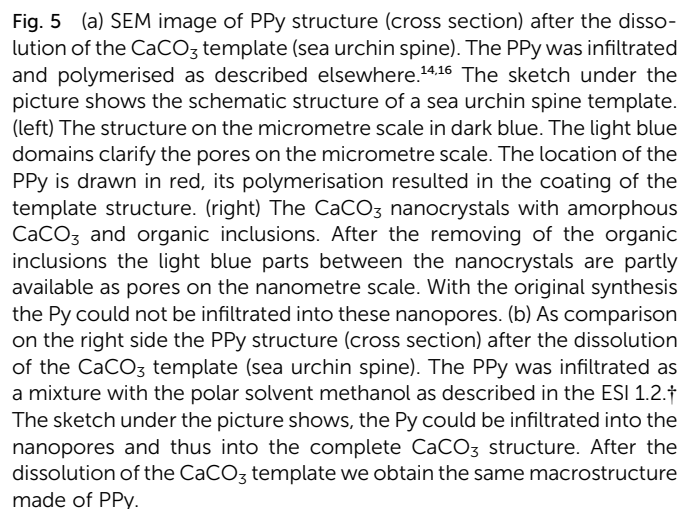 Fig. 5 (a) SEM image of PPy structure (cross section) after the disso-
lution of the CaCO₃ template (sea urchin spine). The PPy was infiltrated
and polymerised as described elsewhere.¹⁴,¹⁶ The sketch under the
picture shows the schematic structure of a sea urchin spine template.
(left) The structure on the micrometre scale in dark blue. The light blue
domains clarify the pores on the micrometre scale. The location of the
PPy is drawn in red, its polymerisation resulted in the coating of the
template structure. (right) The CaCO₃ nanocrystals with amorphous
CaCO₃ and organic inclusions. After the removing of the organic
inclusions the light blue parts between the nanocrystals are partly
available as pores on the nanometre scale. With the original synthesis
the Py could not be infiltrated into these nanopores. (b) As comparison
on the right side the PPy structure (cross section) after the dissolution
of the CaCO₃ template (sea urchin spine). The PPy was infiltrated as
a mixture with the polar solvent methanol as described in the ESI 1.2.†
The sketch under the picture shows, the Py could be infiltrated into the
nanopores and thus into the complete CaCO₃ structure. After the
dissolution of the CaCO₃ template we obtain the same macrostructure
made of PPy.